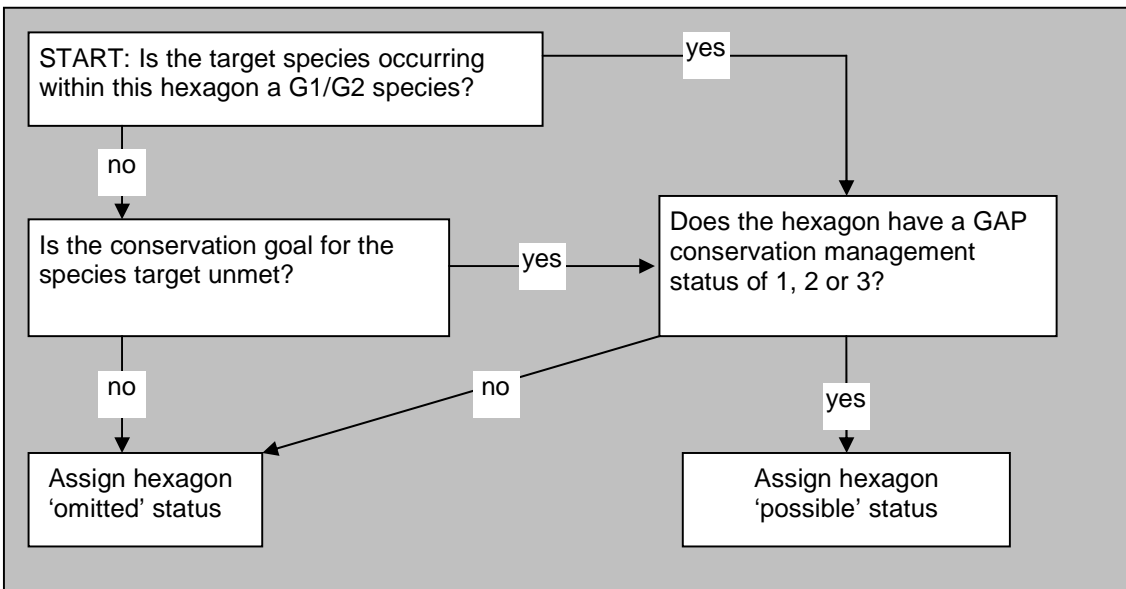 START: Is the target species occurring
within this hexagon a G1/G2 species?
yes
no
Is the conservation goal for the
species target unmet?
yes
Does the hexagon have a GAP
conservation management
status of 1, 2 or 3?
no
no
yes
Assign hexagon
‘omitted’ status
Assign hexagon
‘possible’ status